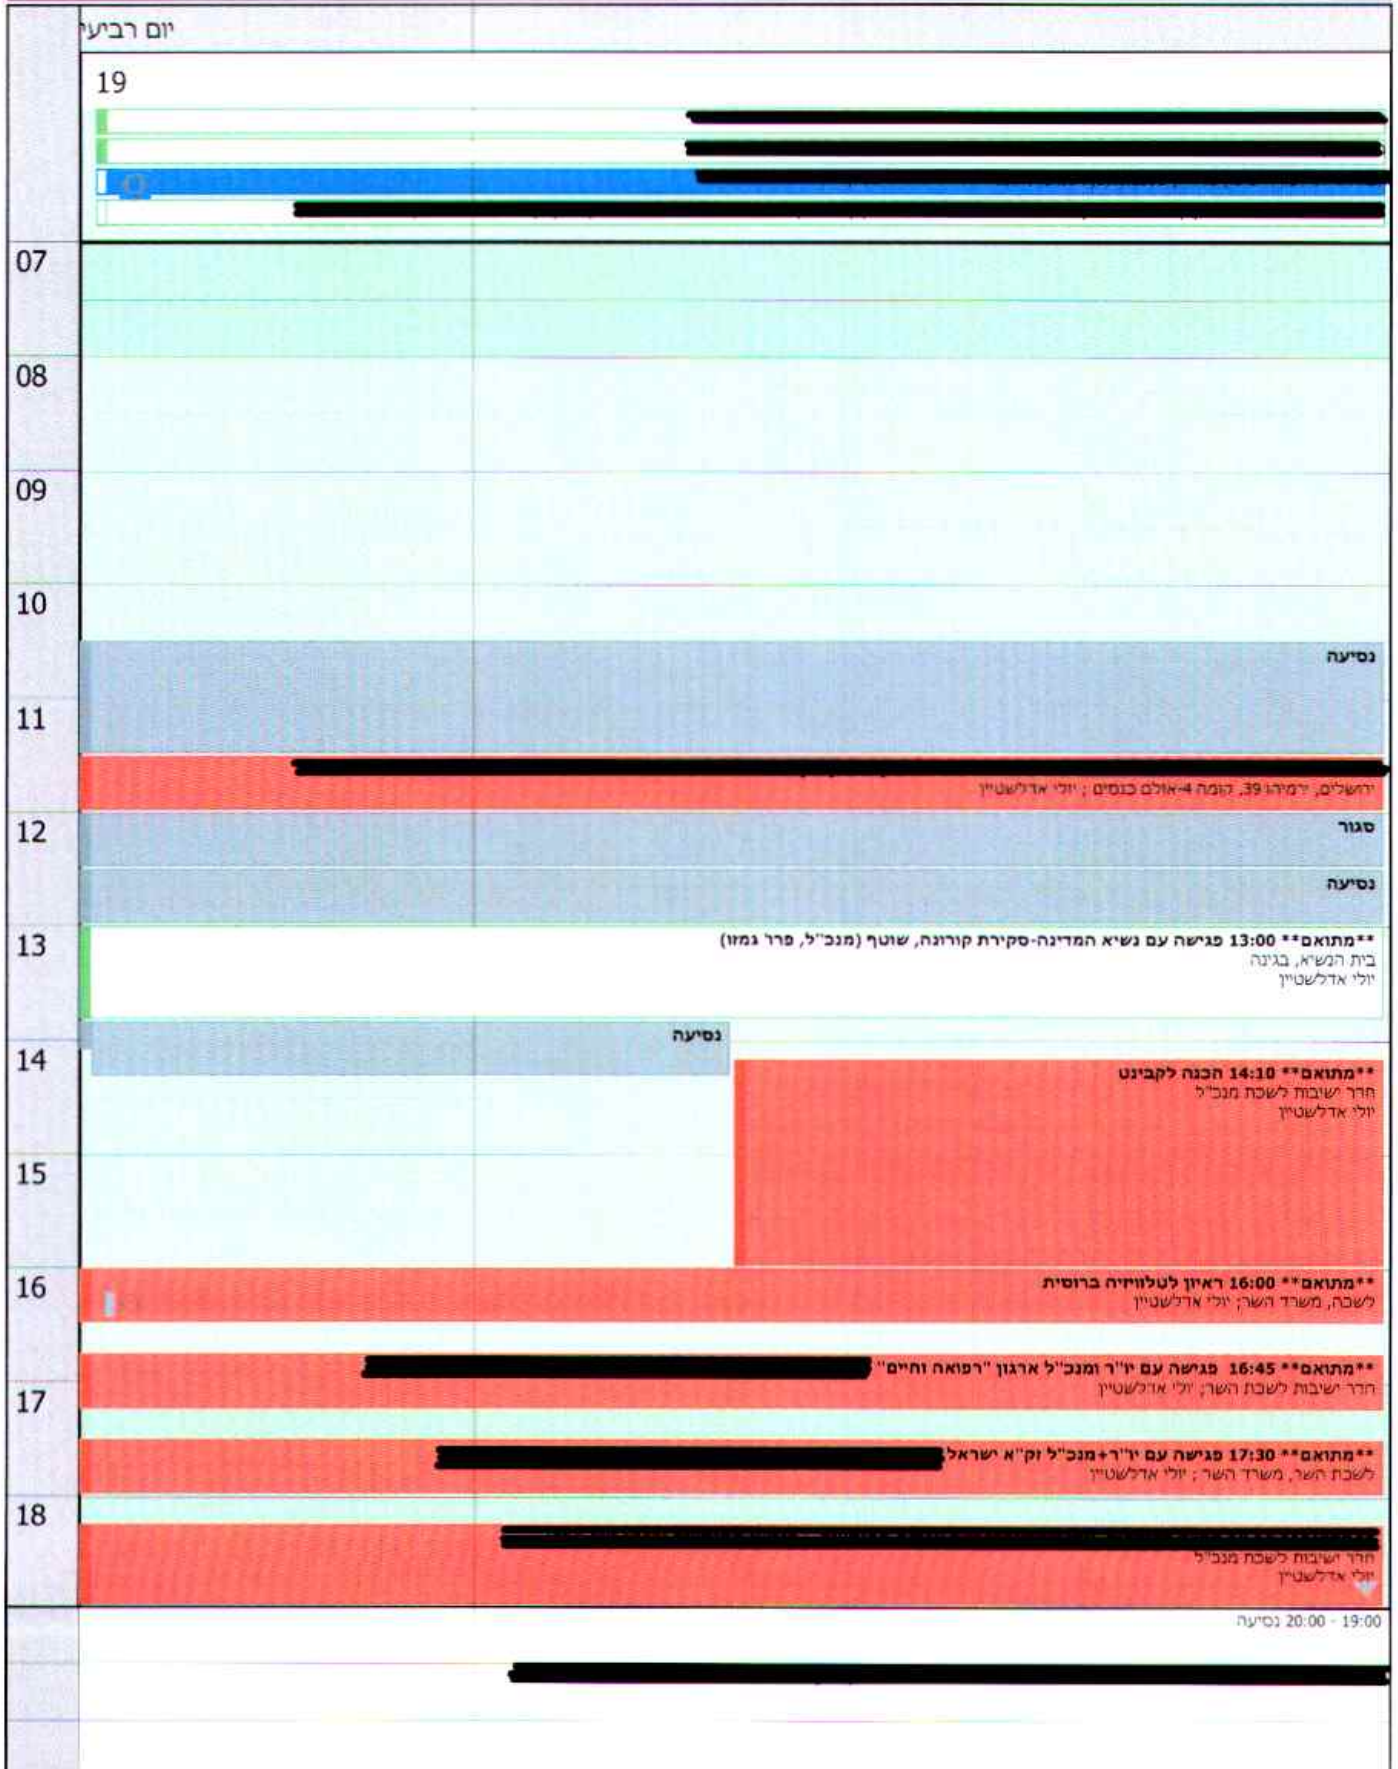 יום רביעי
19
07
08
09
10
נסיעה
11
ירושלים, ירמיהו 39, קומה 4-אולם כנסים ; יולי אדלשטיין
12
סגור
נסיעה
13
**מתואם** 13:00 פגישה עם נשיא המדינה-סקירת קורונה, שוטף (מנכ"ל, פרו' גמזו)
בית הנשיא, בגינה
יולי אדלשטיין
נסיעה
14
**מתואם** 14:10 הכנה לקבינט
חדר ישיבות לשכת מנכ"ל
יולי אדלשטיין
15
16
**מתואם** 16:00 ראיון לטלוויזיה ברוסית
לשכה, משרד השר; יולי אדלשטיין
**מתואם** 16:45 פגישה עם יו"ר ומנכ"ל ארגון "רפואה וחיים"
חדר ישיבות לשכת השר; יולי אדלשטיין
17
**מתואם** 17:30 פגישה עם יו"ר+מנכ"ל זק"א ישראל
לשכת השר, משרד השר ; יולי אדלשטיין
18
חדר ישיבות לשכת מנכ"ל
יולי אדלשטיין
19:00 - 20:00 נסיעה